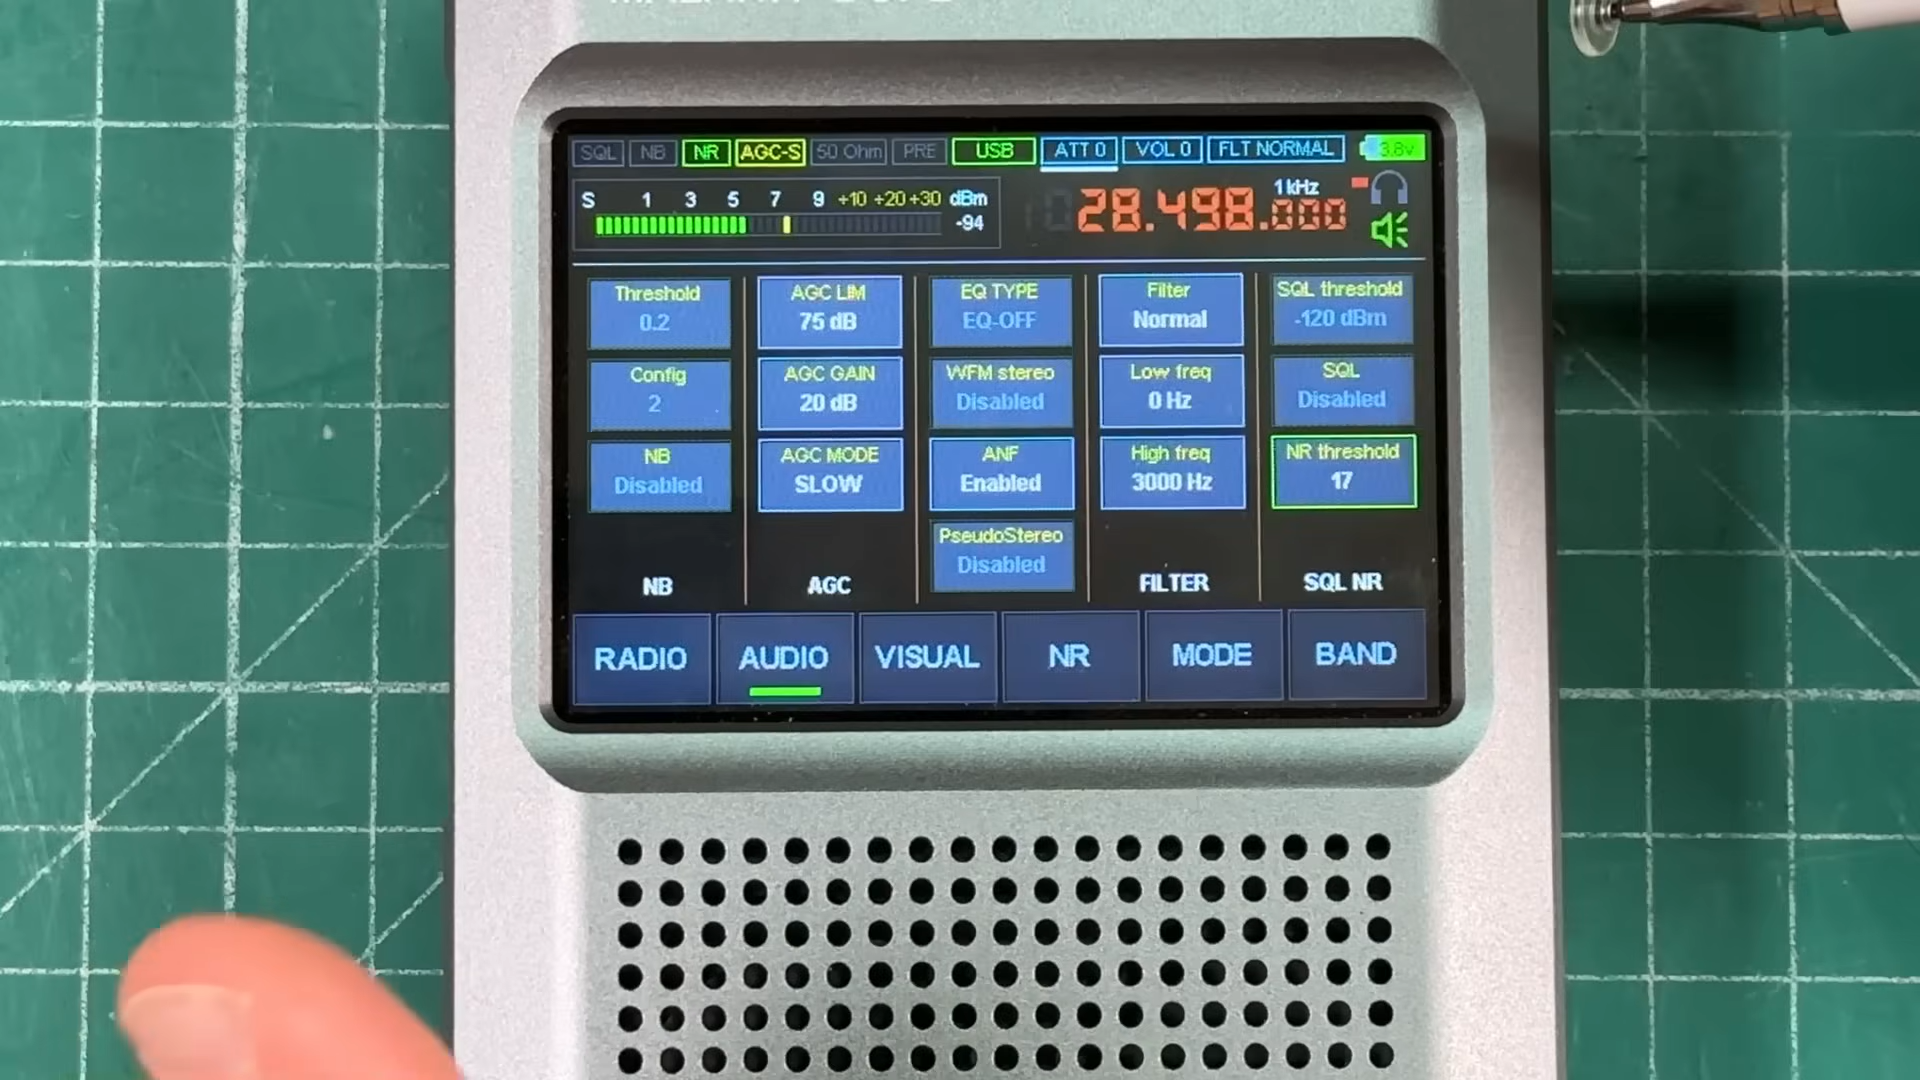 SQL NB NR AGC-S 50 Ohm PRE USB ATT 0 VOL 0 FLT NORMAL 3.8v
S 1 3 5 7 9 +10 +20 +30 dBm
-94
1kHz
28.498.000
Threshold
0.2
Config
2
NB
Disabled
NB
AGC LIM
75 dB
AGC GAIN
20 dB
AGC MODE
SLOW
AGC
EQ TYPE
EQ-OFF
WFM stereo
Disabled
ANF
Enabled
PseudoStereo
Disabled
Filter
Normal
Low freq
0 Hz
High freq
3000 Hz
FILTER
SQL threshold
-120 dBm
SQL
Disabled
NR threshold
17
SQL NR
RADIO AUDIO VISUAL NR MODE BAND